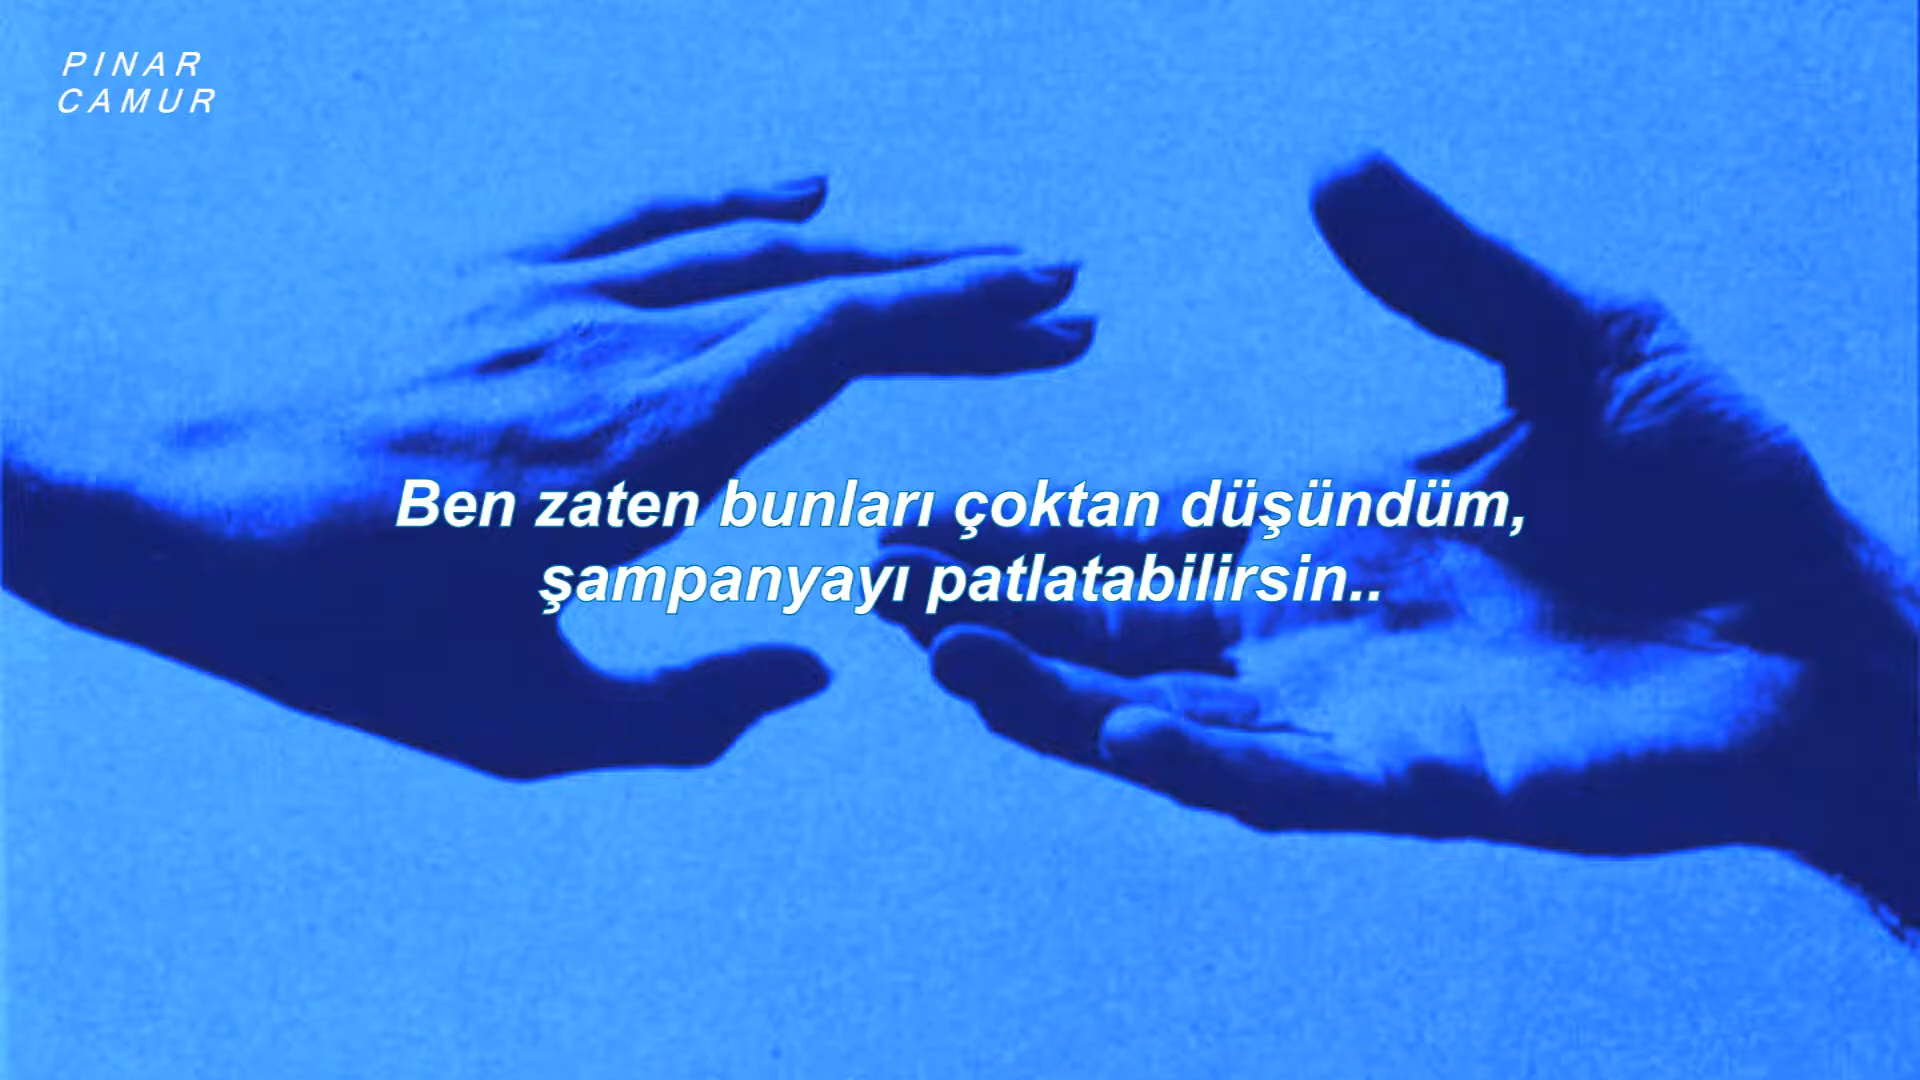 PINAR
CAMUR
Ben zaten bunları çoktan düşündüm,
şampanyayı patlatabilirsin..